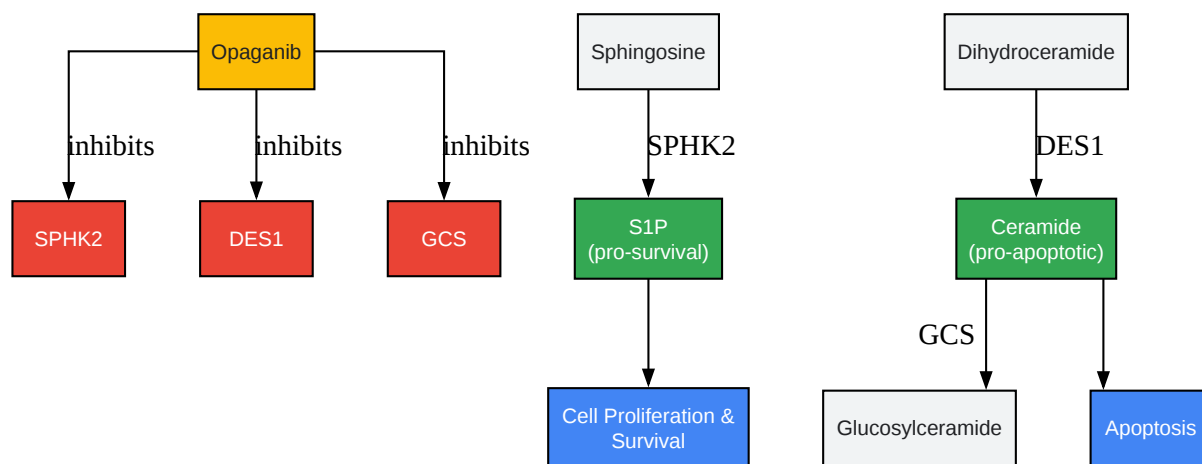 Opaganib
Sphingosine
Dihydroceramide
inhibits
inhibits
inhibits
SPHK2
DES1
SPHK2
DES1
GCS
S1P
(pro-survival)
Ceramide
(pro-apoptotic)
GCS
Cell Proliferation &
Survival
Glucosylceramide
Apoptosis